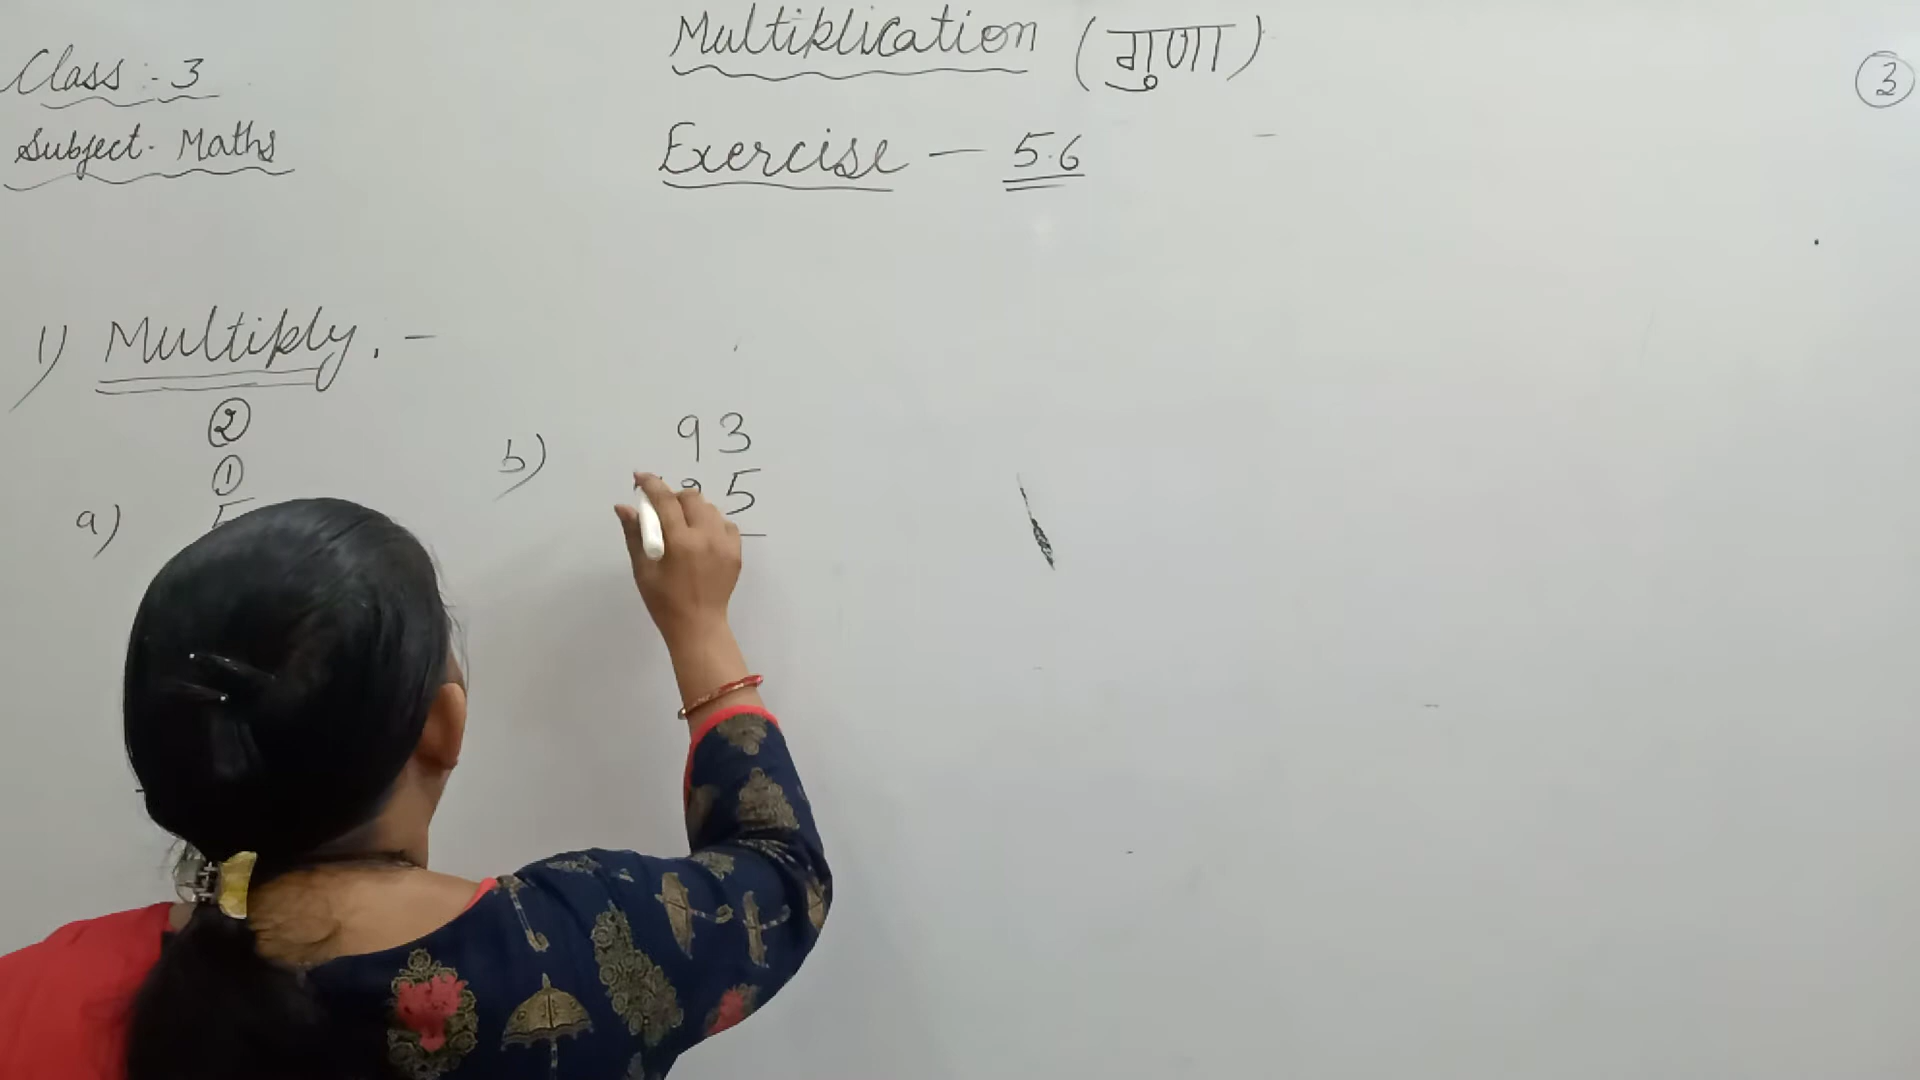 Multiplication (गुणा)
3
Class :- 3
Subject- Maths
Exercise - 5.6
1) Multiply. -
2
1
a)
b)
93
5